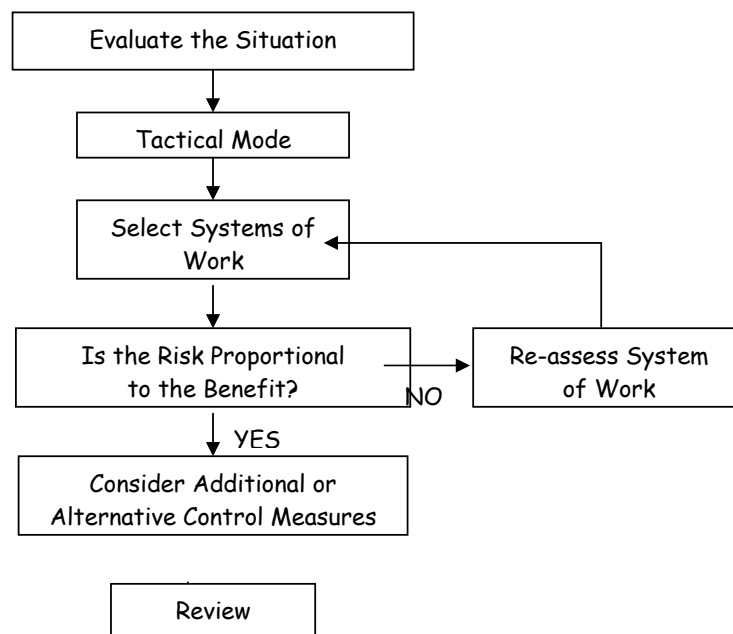 Evaluate the Situation
Tactical Mode
Select Systems of
Work
Is the Risk Proportional
to the Benefit?
NO
Re-assess System
of Work
YES
Consider Additional or
Alternative Control Measures
Review